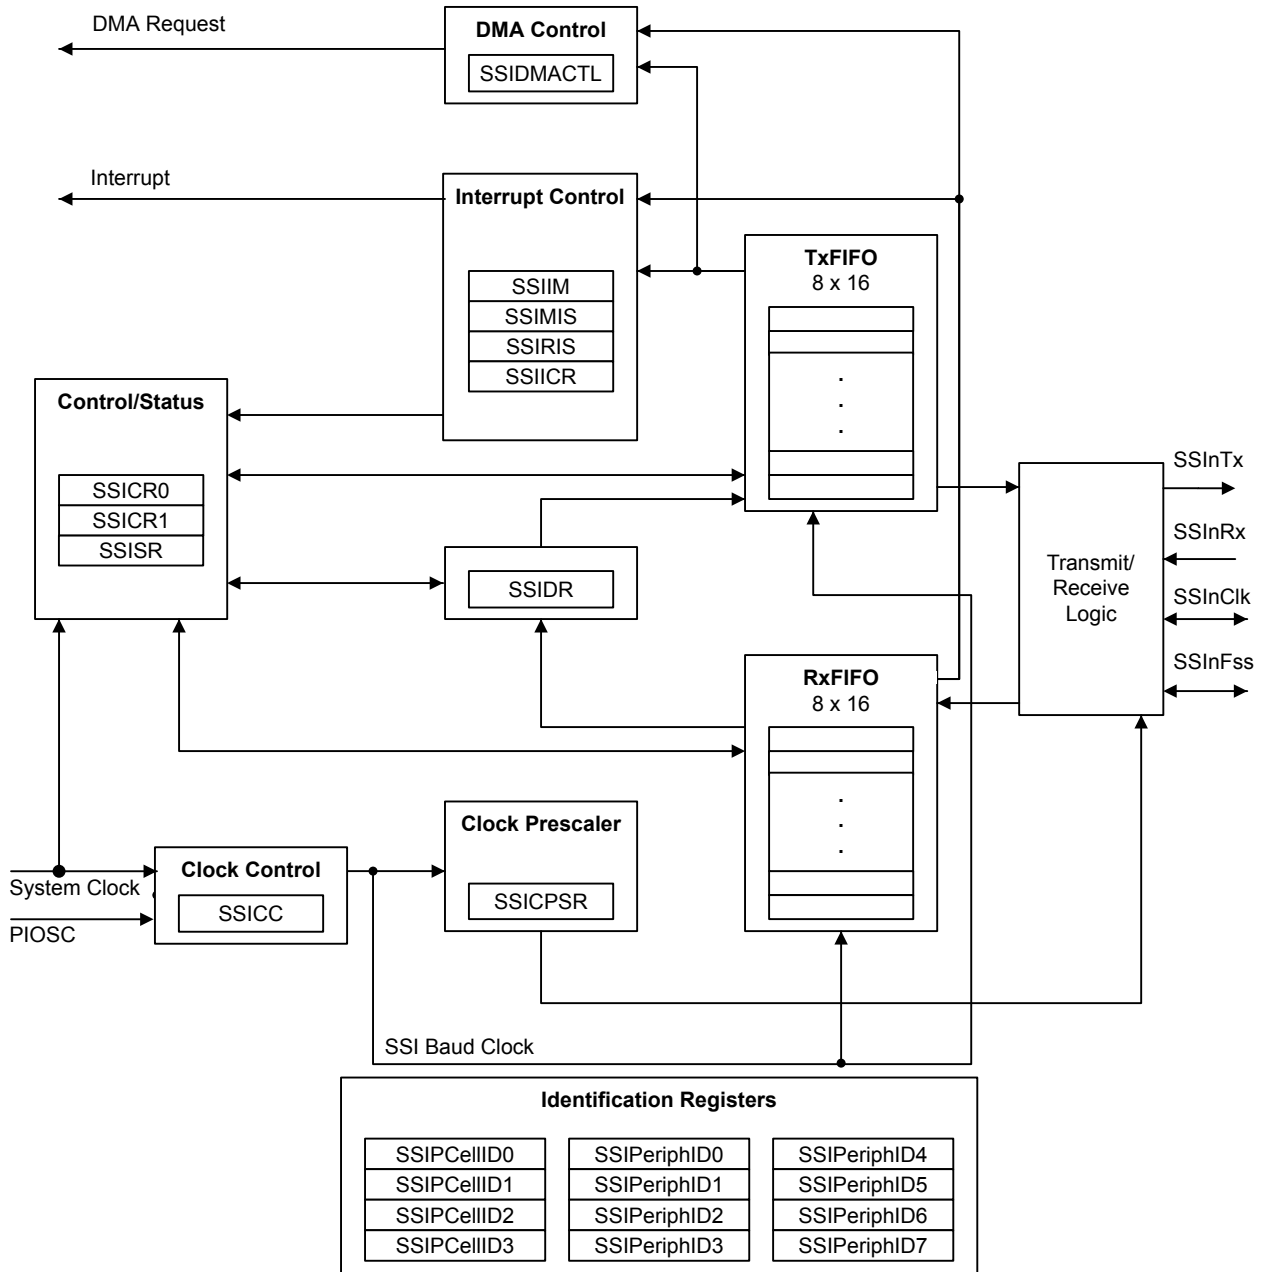 DMA Request
DMA Control
SSIDMACTL
Interrupt
Interrupt Control
SSIIM
SSIMIS
SSIRIS
SSIICR
TxFIFO
8 x 16
.
.
.
Control/Status
SSICR0
SSICR1
SSISR
SSIDR
Transmit/
Receive
Logic
SSInTx
SSInRx
SSInClk
SSInFss
RxFIFO
8 x 16
.
.
.
Clock Prescaler
SSICPSR
Clock Control
SSICC
System Clock
PIOSC
SSI Baud Clock
Identification Registers
SSIPCellID0 SSIPeriphID0 SSIPeriphID4
SSIPCellID1 SSIPeriphID1 SSIPeriphID5
SSIPCellID2 SSIPeriphID2 SSIPeriphID6
SSIPCellID3 SSIPeriphID3 SSIPeriphID7